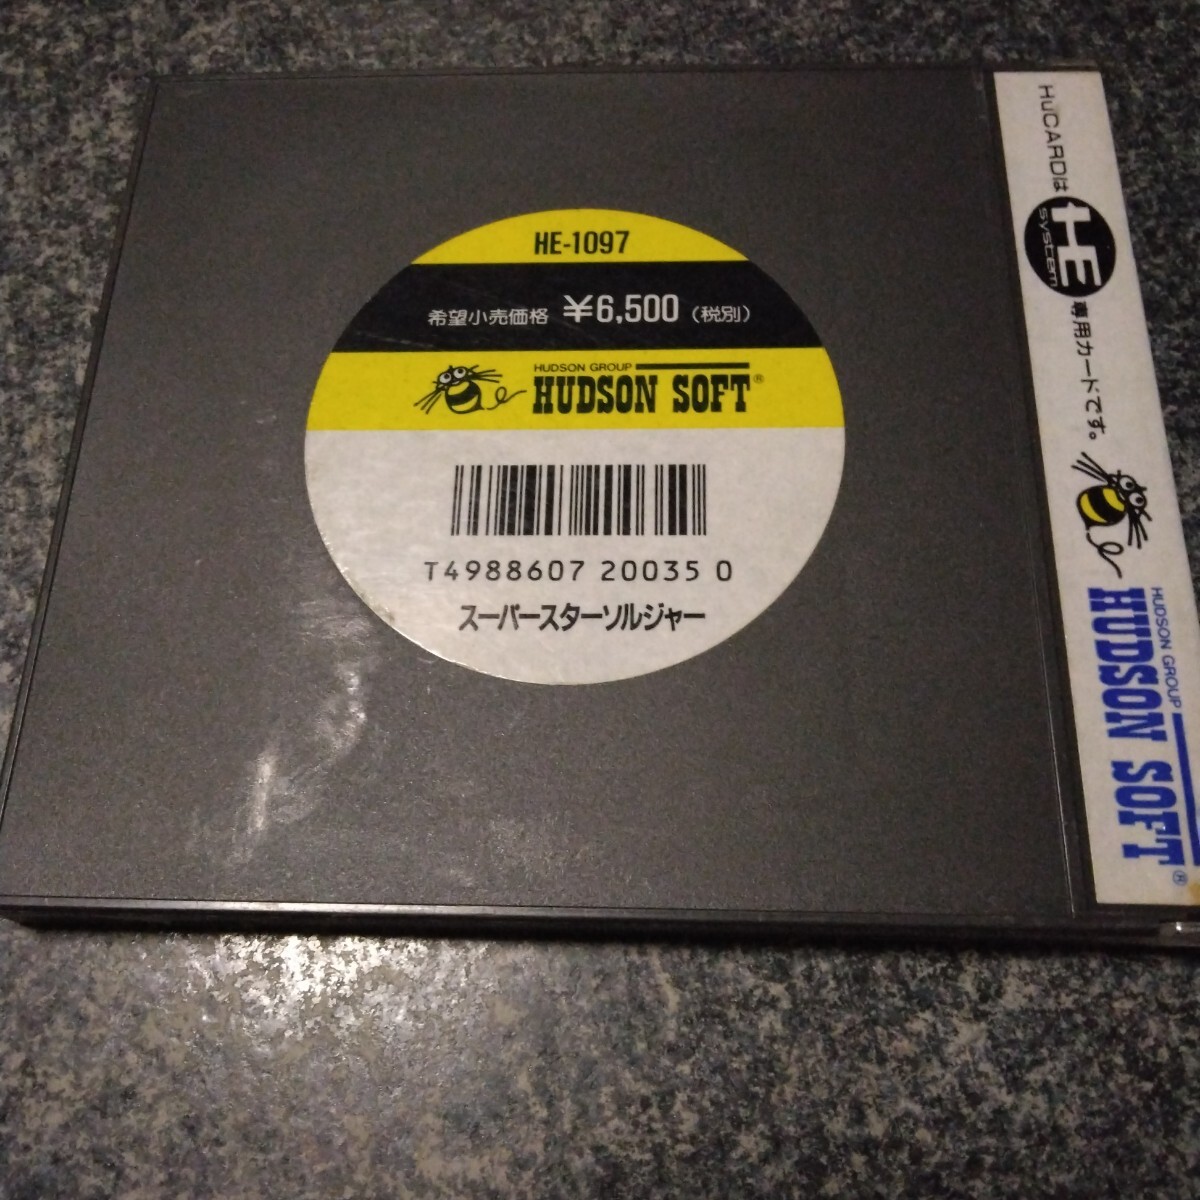 HE-1097
希望小売価格 ¥6,500 (税別)
HUDSON GROUP
HUDSON SOFT®
T4988607 20035 0
スーパースターソルジャー
HuCARDは HE system 専用カードです。
HUDSON GROUP
HUDSON SOFT®